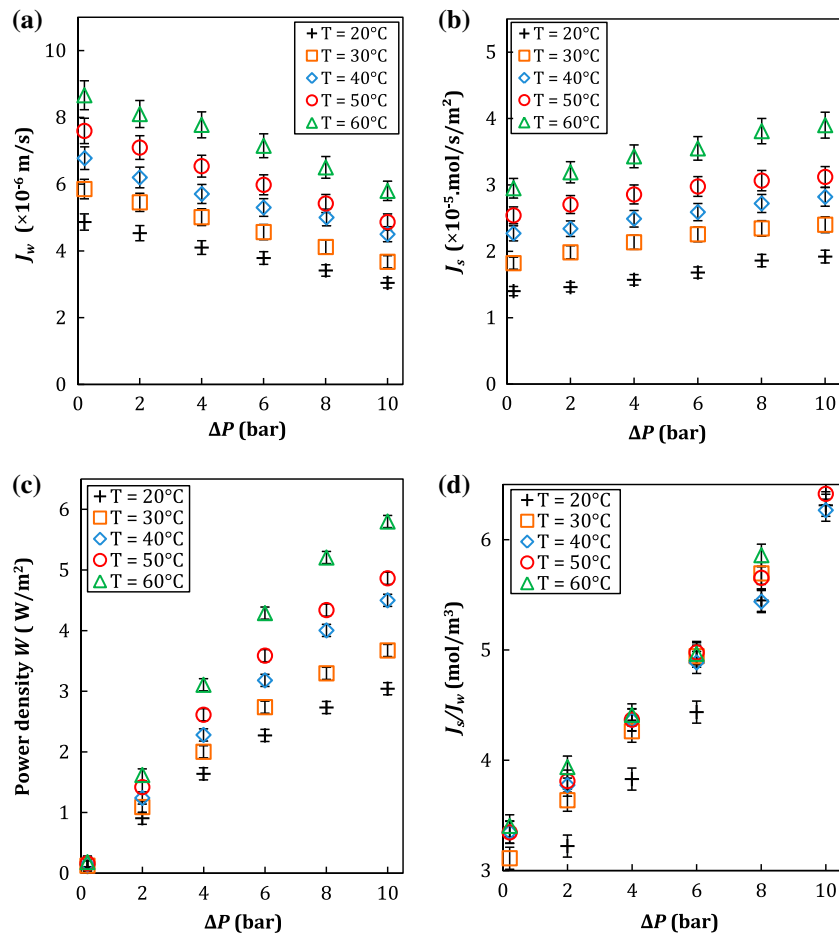 (a)
10
8
6
4
2
0
J_w (×10⁻⁶ m/s)
0 2 4 6 8 10
ΔP (bar)
T = 20°C
T = 30°C
T = 40°C
T = 50°C
T = 60°C
(b)
5
4
3
2
1
0
J_s (×10⁻⁵.mol/s/m²)
0 2 4 6 8 10
ΔP (bar)
T = 20°C
T = 30°C
T = 40°C
T = 50°C
T = 60°C
(c)
6
5
4
3
2
1
0
Power density W ( W/m²)
0 2 4 6 8 10
ΔP (bar)
T = 20°C
T = 30°C
T = 40°C
T = 50°C
T = 60°C
(d)
6
5
4
3
J_s/J_w (mol/m³)
0 2 4 6 8 10
ΔP (bar)
T = 20°C
T = 30°C
T = 40°C
T = 50°C
T = 60°C